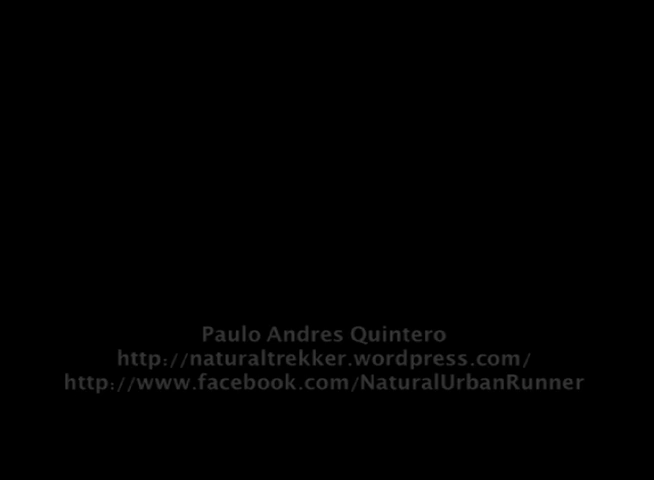 Paulo Andres Quintero
http://naturaltrekker.wordpress.com/
http://www.facebook.com/NaturalUrbanRunner